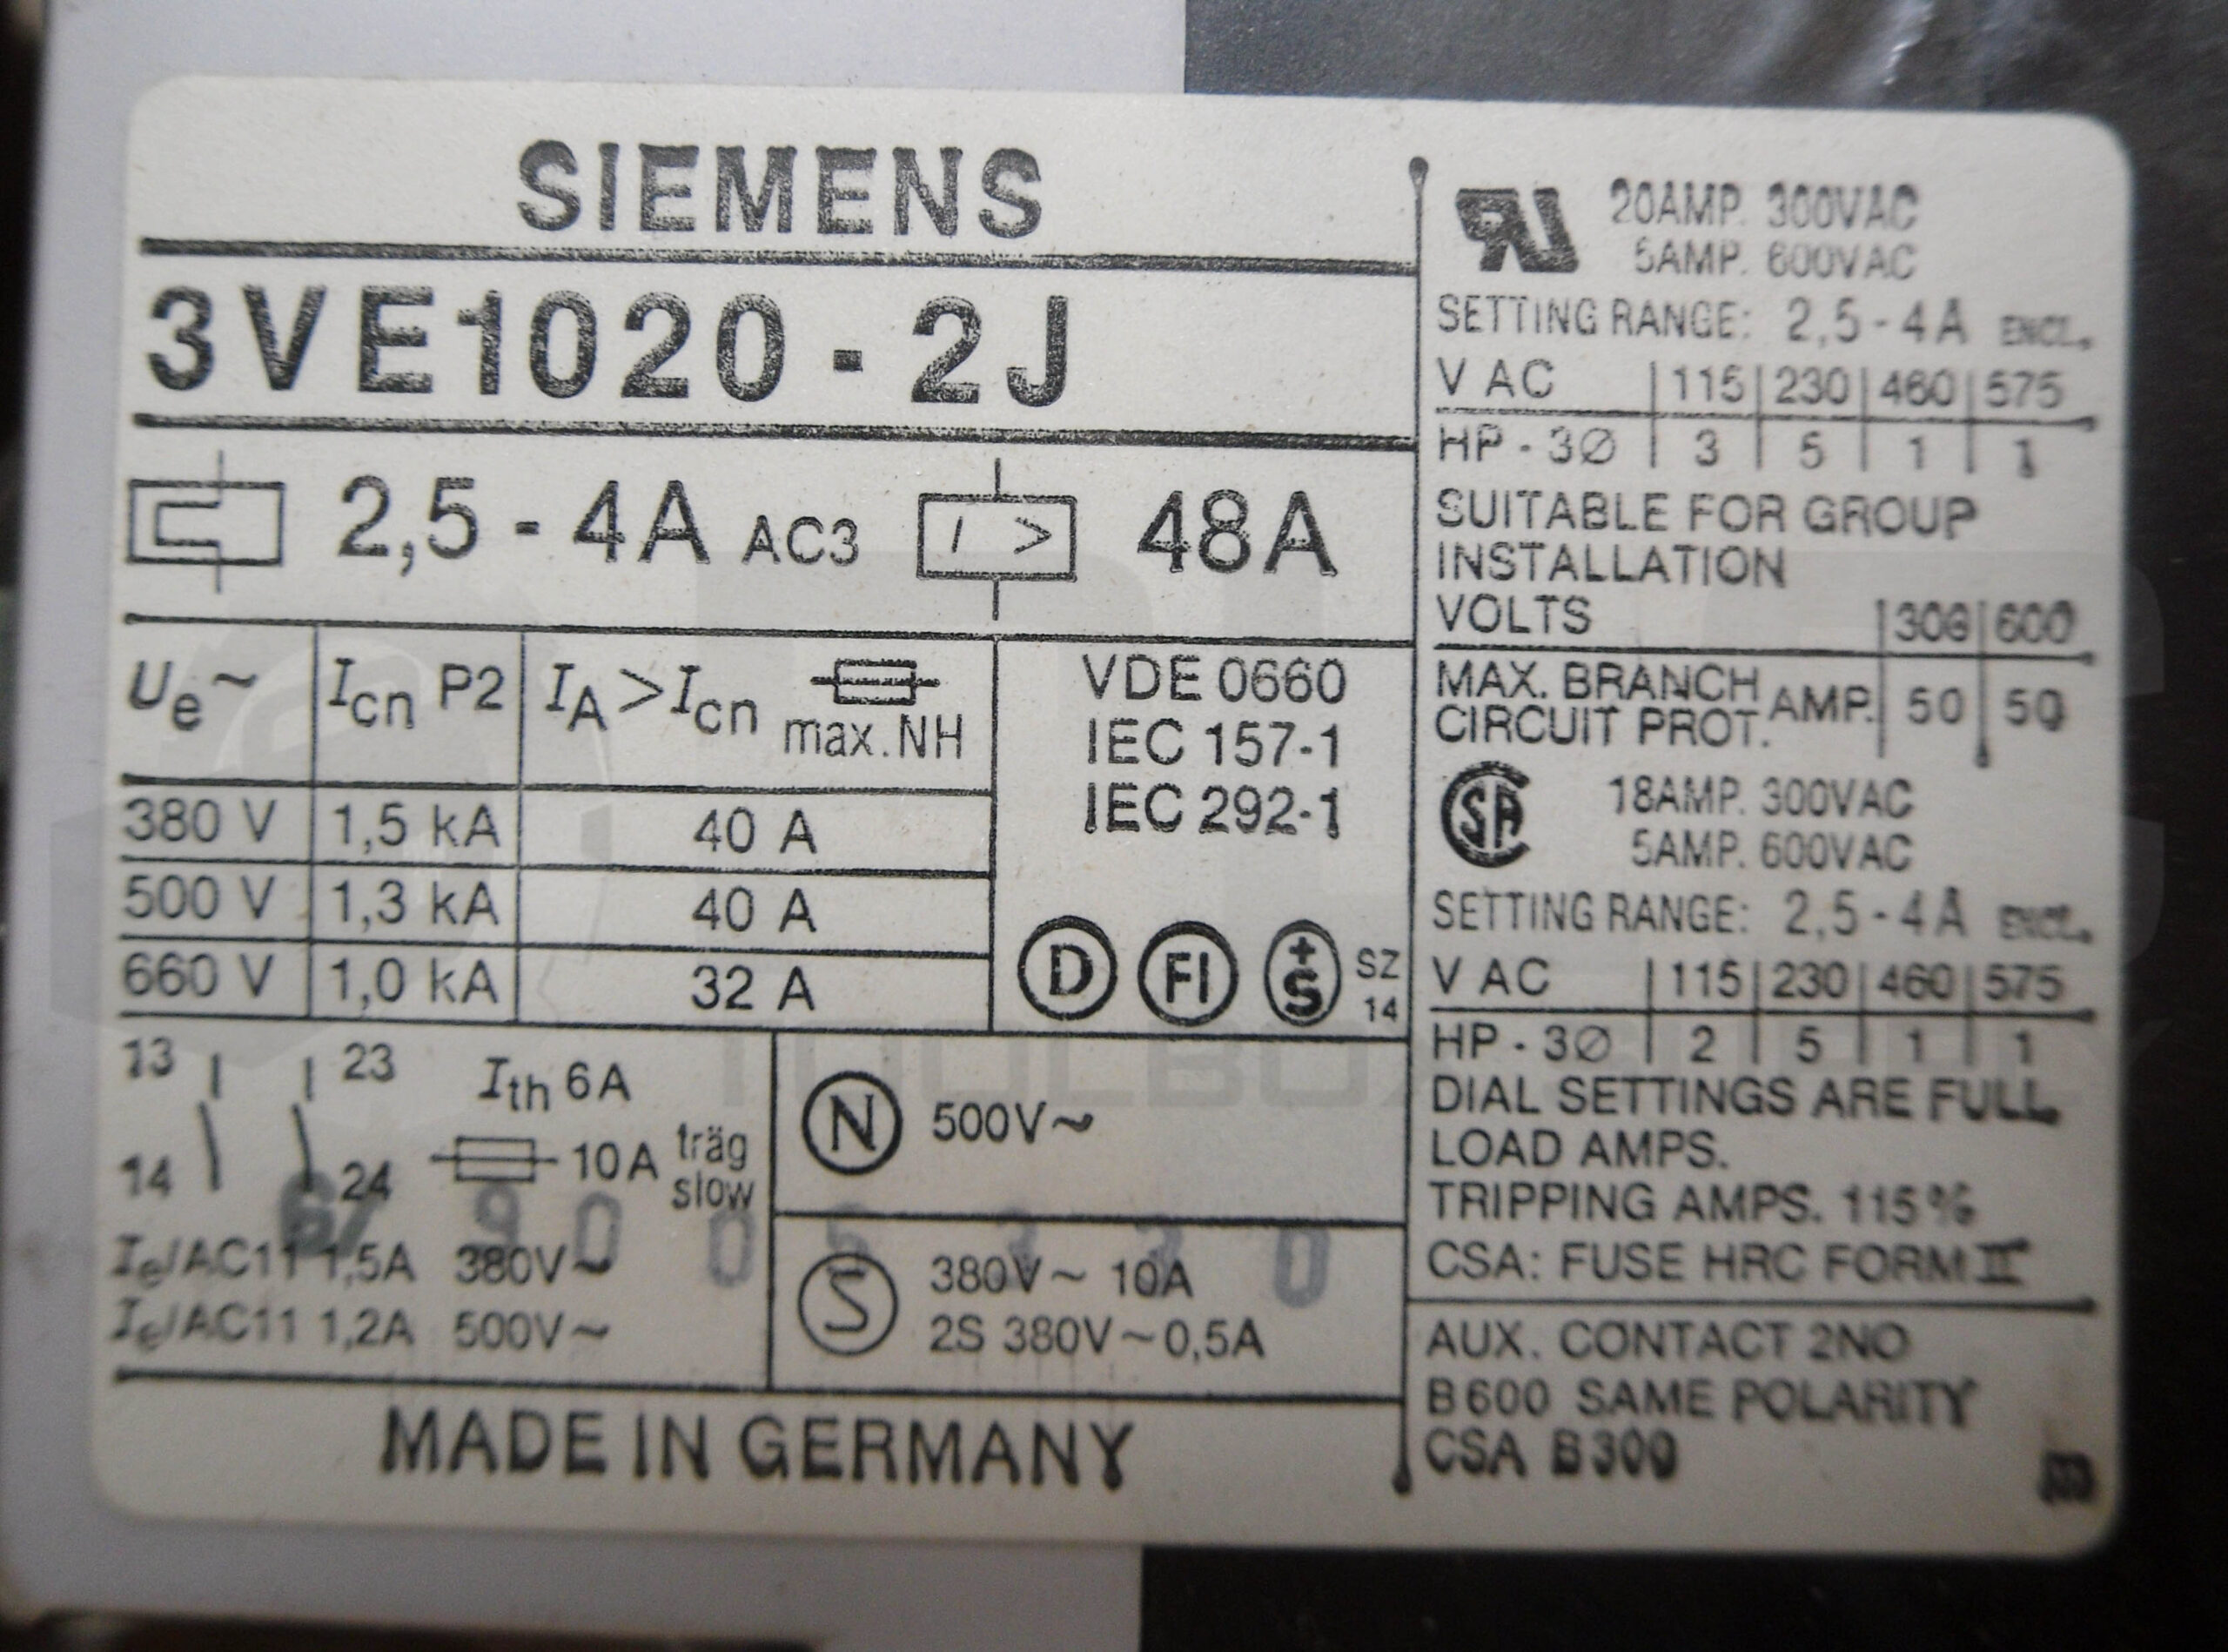 SIEMENS
3VE1020-2J
2,5-4A AC3 I> 48A
Ue~ Icn P2 IA>Icn max.NH
380 V 1,5 kA 40 A
500 V 1,3 kA 40 A
660 V 1,0 kA 32 A
VDE 0660
IEC 157-1
IEC 292-1
D FI +S SZ 14
13 23 Ith 6A
14 24 10A träg slow
Ie/AC11 1,5A 380V~
Ie/AC11 1,2A 500V~
N 500V~
S 380V~ 10A
2S 380V~0,5A
MADE IN GERMANY
RU 20AMP. 300VAC
5AMP. 600VAC
SETTING RANGE: 2,5-4A ENCL.
V AC 115 230 460 575
HP-3Ø 3 5 1 1
SUITABLE FOR GROUP
INSTALLATION
VOLTS 300 600
MAX. BRANCH
CIRCUIT PROT. AMP. 50 50
SA 18AMP. 300VAC
5AMP. 600VAC
SETTING RANGE: 2,5-4A ENCL.
V AC 115 230 460 575
HP-3Ø 2 5 1 1
DIAL SETTINGS ARE FULL
LOAD AMPS.
TRIPPING AMPS. 115%
CSA: FUSE HRC FORM II
AUX. CONTACT 2NO
B600 SAME POLARITY
CSA B300